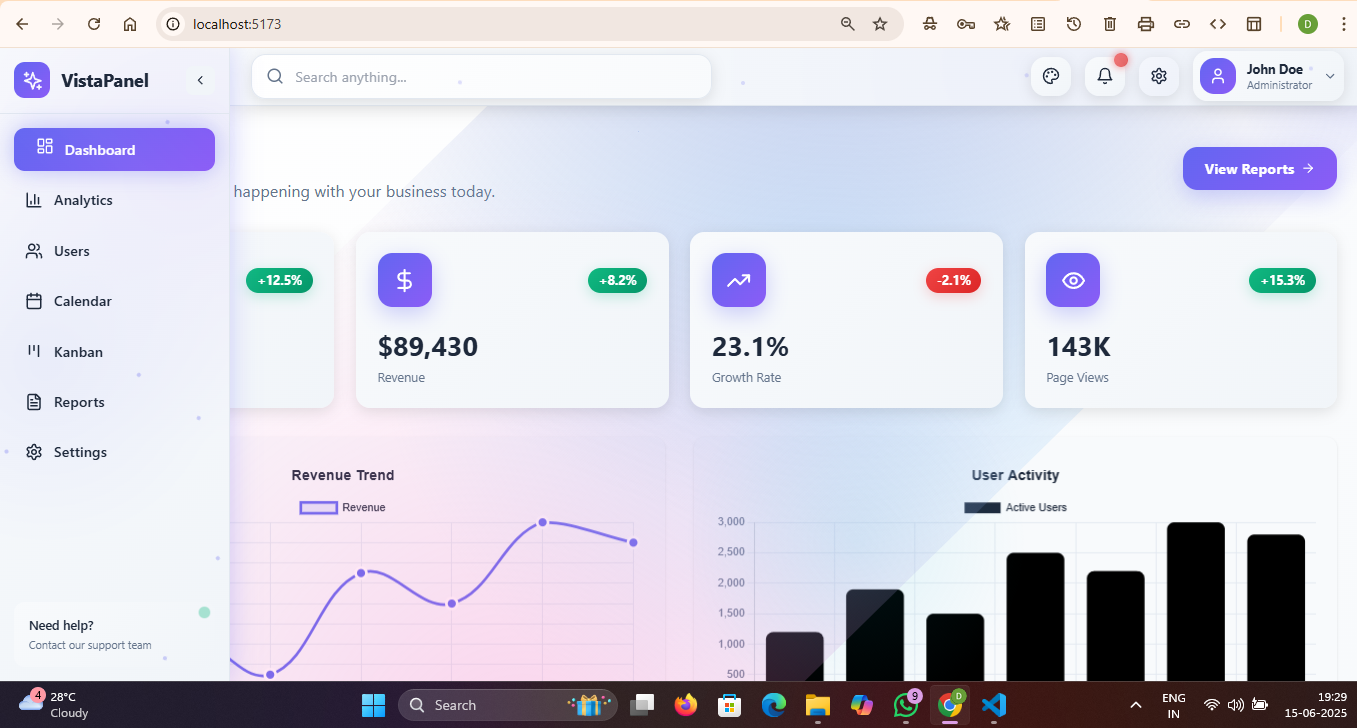 localhost:5173
D
VistaPanel
Search anything...
John Doe
Administrator
Dashboard
Analytics
Users
Calendar
Kanban
Reports
Settings
Need help?
Contact our support team
happening with your business today.
View Reports
+12.5%
+8.2%
$89,430
Revenue
-2.1%
23.1%
Growth Rate
+15.3%
143K
Page Views
Revenue Trend
Revenue
User Activity
Active Users
3,000
2,500
2,000
1,500
1,000
500
4
28°C
Cloudy
Search
9
D
ENG
IN
19:29
15-06-2025